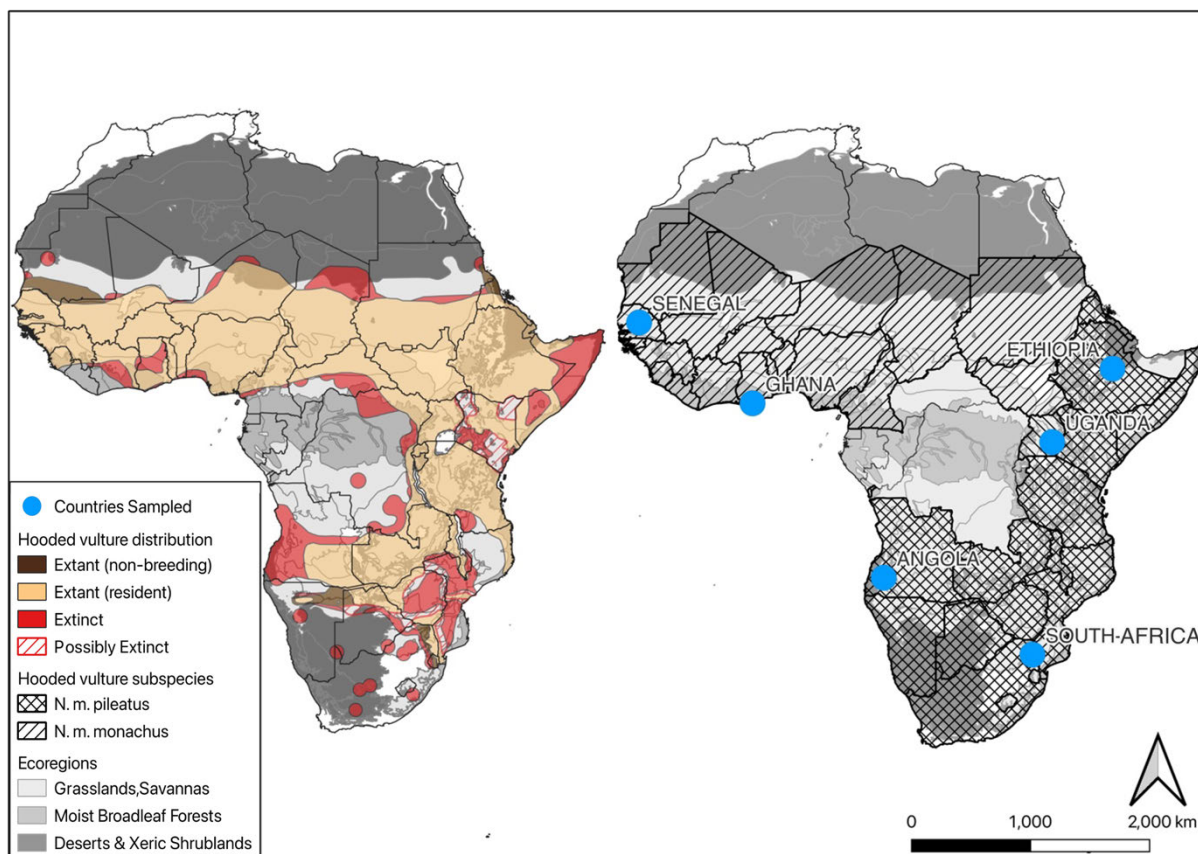 SENEGAL
ETHIOPIA
GHANA
UGANDA
ANGOLA
SOUTH-AFRICA
Countries Sampled
Hooded vulture distribution
Extant (non-breeding)
Extant (resident)
Extinct
Possibly Extinct
Hooded vulture subspecies
N. m. pileatus
N. m. monachus
Ecoregions
Grasslands,Savannas
Moist Broadleaf Forests
Deserts & Xeric Shrublands
0 1,000 2,000 km